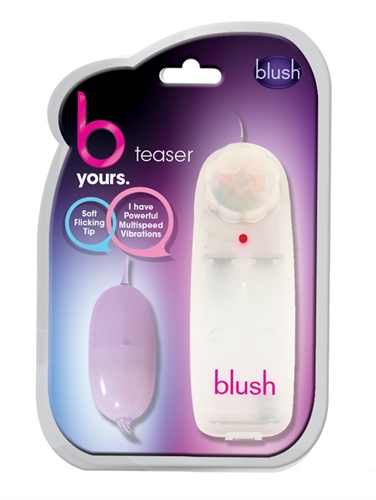 blush
b
teaser
yours.
Soft
Flicking
Tip
I have
Powerful
Multispeed
Vibrations
blush